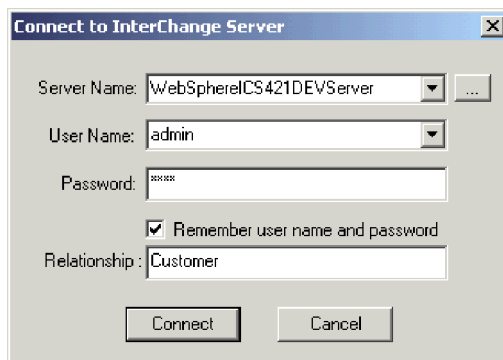 Connect to InterChange Server
Server Name: WebSphereICS421DEVServer ...
User Name: admin
Password: ****
Remember user name and password
Relationship : Customer
Connect Cancel